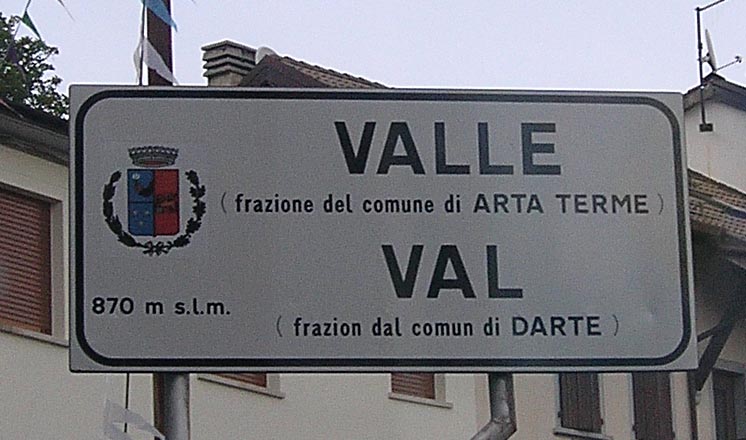 VALLE
( frazione del comune di ARTA TERME )
VAL
( frazion dal comun di DARTE )
870 m s.l.m.